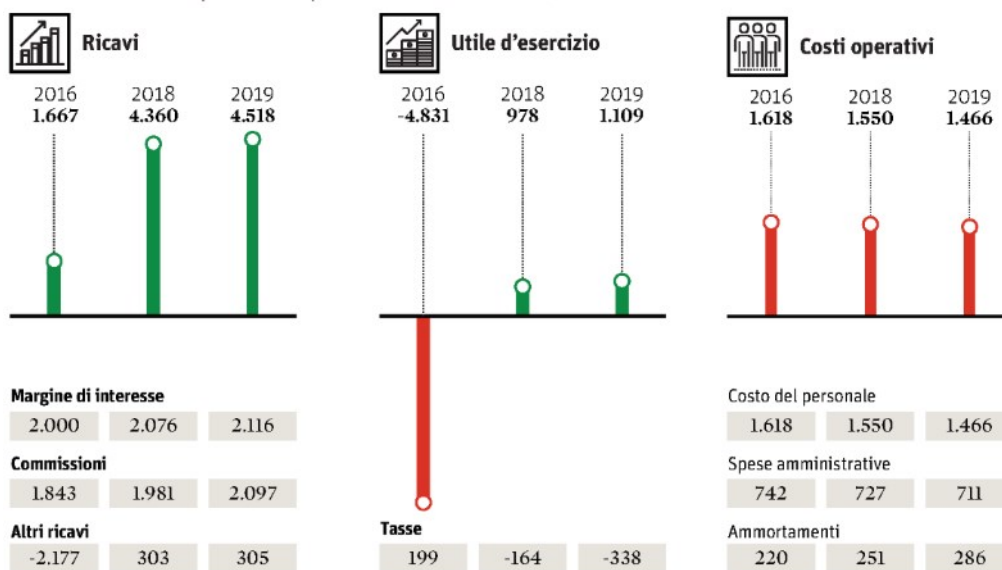 Ricavi
2016 2018 2019
1.667 4.360 4.518
Margine di interesse
2.000 2.076 2.116
Commissioni
1.843 1.981 2.097
Altri ricavi
-2.177 303 305
Utile d'esercizio
2016 2018 2019
-4.831 978 1.109
Tasse
199 -164 -338
Costi operativi
2016 2018 2019
1.618 1.550 1.466
Costo del personale
1.618 1.550 1.466
Spese amministrative
742 727 711
Ammortamenti
220 251 286